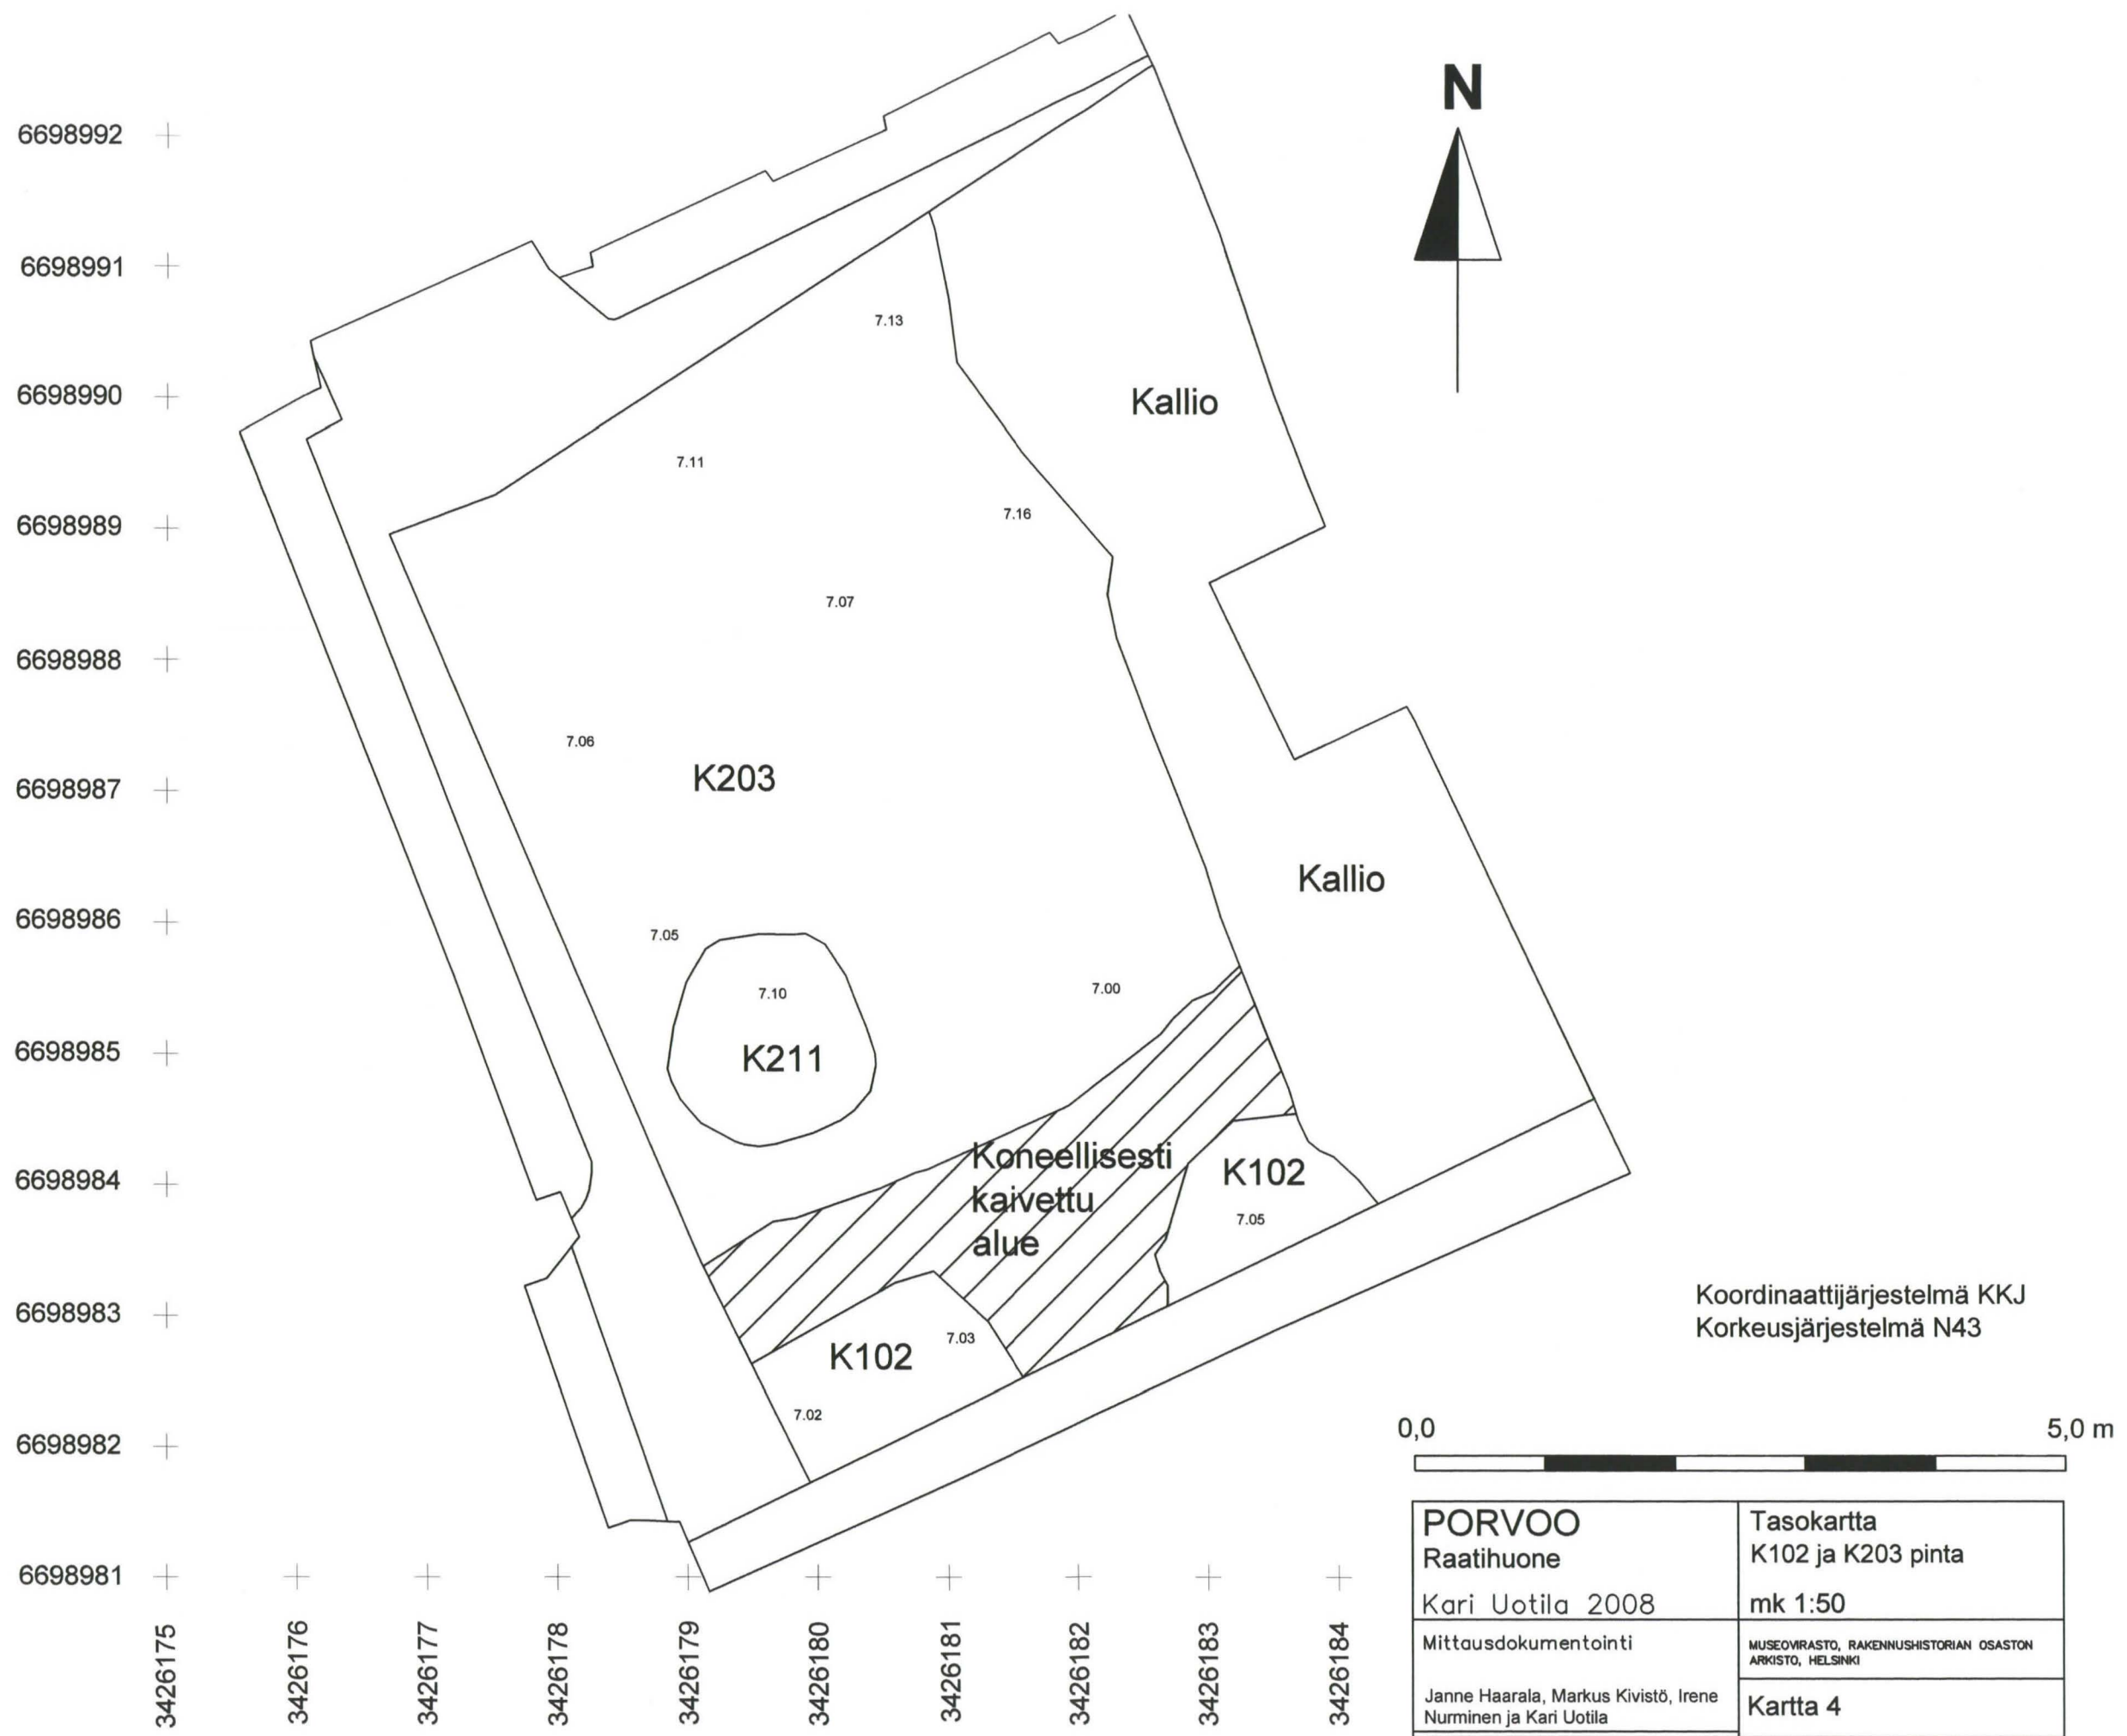 N
6698992
6698991
7.13
6698990
Kallio
7.11
6698989
7.16
7.07
6698988
7.06
K203
6698987
Kallio
6698986
7.05
7.10
7.00
K211
6698985
Koneellisesti
kaivettu
alue
6698984
K102
7.05
6698983
7.03
K102
7.02
6698982
6698981
3426175
3426176
3426177
3426178
3426179
3426180
3426181
3426182
3426183
3426184
Koordinaattijärjestelmä KKJ
Korkeusjärjestelmä N43
0,0
5,0 m
PORVOO
Raatihuone
Kari Uotila 2008
Tasokartta
K102 ja K203 pinta
mk 1:50
Mittausdokumentointi
Janne Haarala, Markus Kivistö, Irene
Nurminen ja Kari Uotila
MUSEOVIRASTO, RAKENNUSHISTORIAN OSASTON
ARKISTO, HELSINKI
Kartta 4